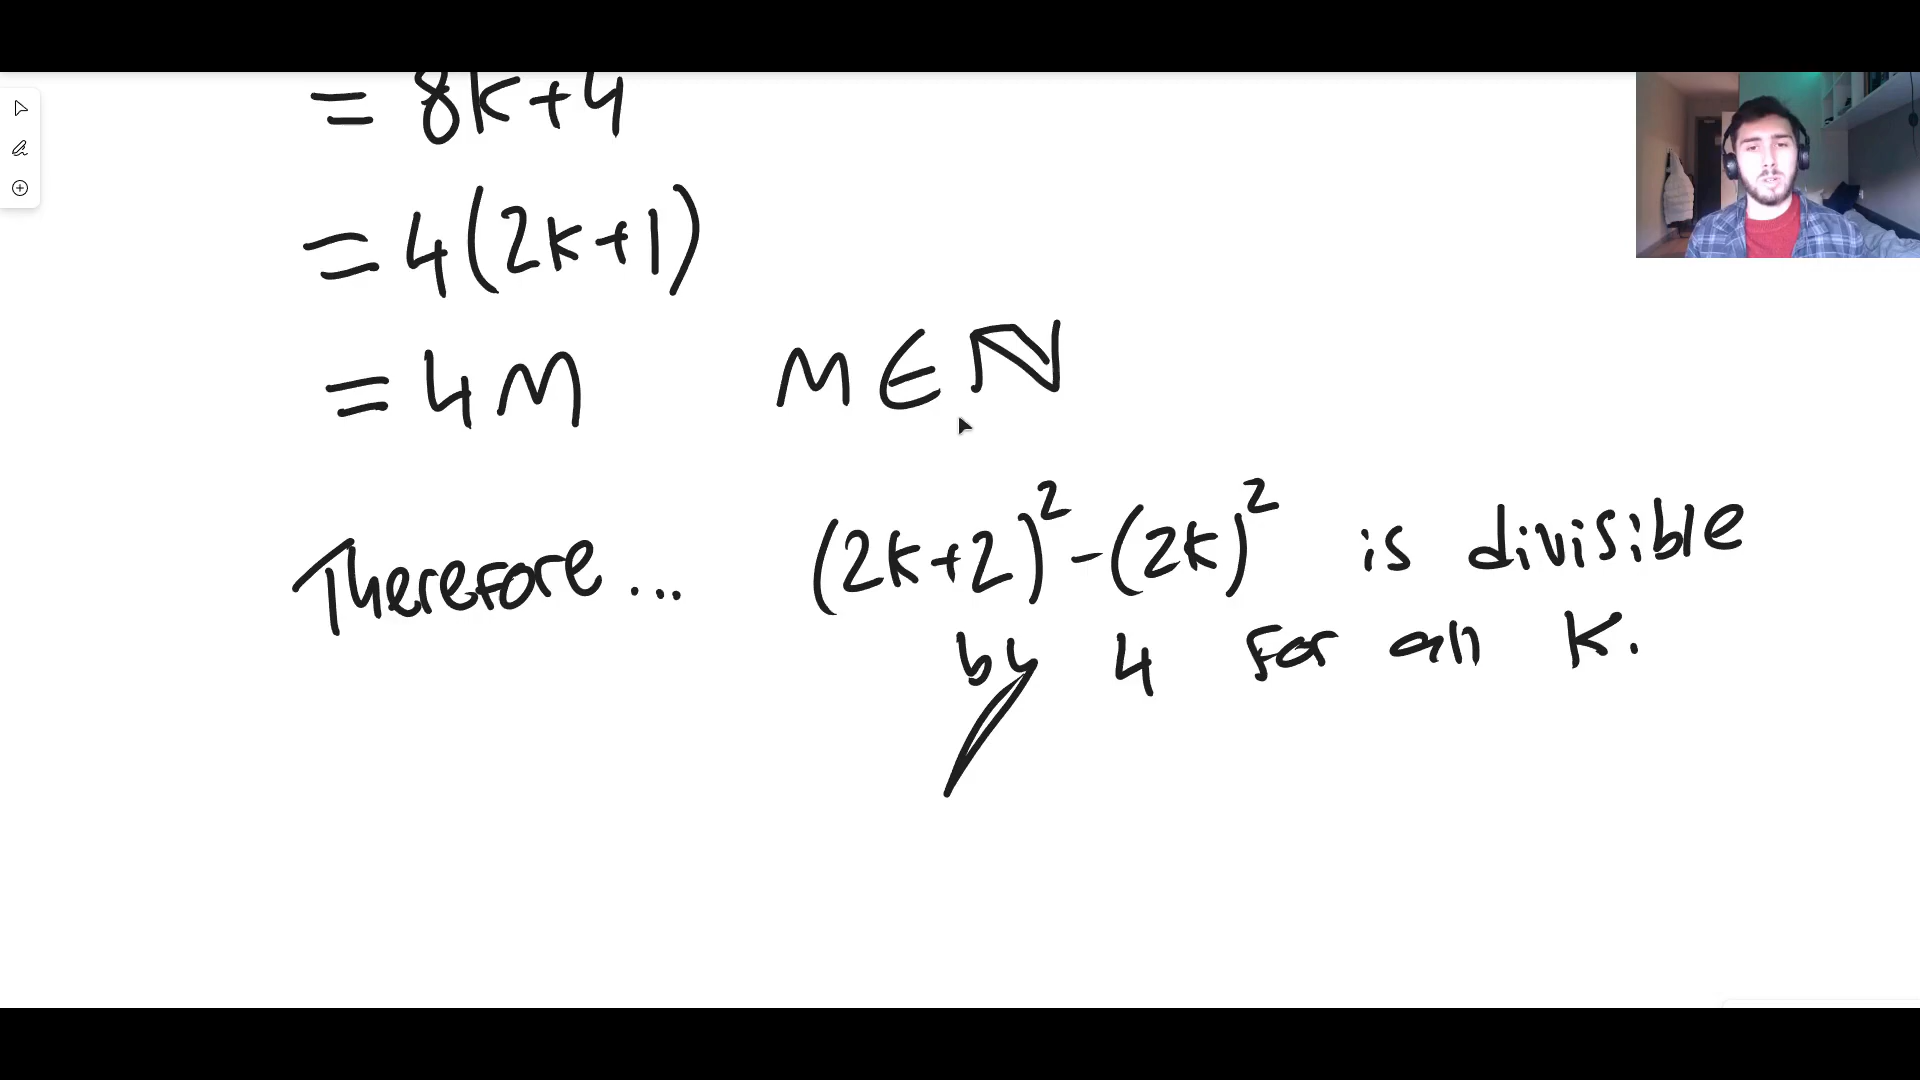 = 8k+4
= 4(2k+1)
= 4M M∈ℕ
Therefore... (2k+2)²-(2k)² is divisible
by 4 for all k.